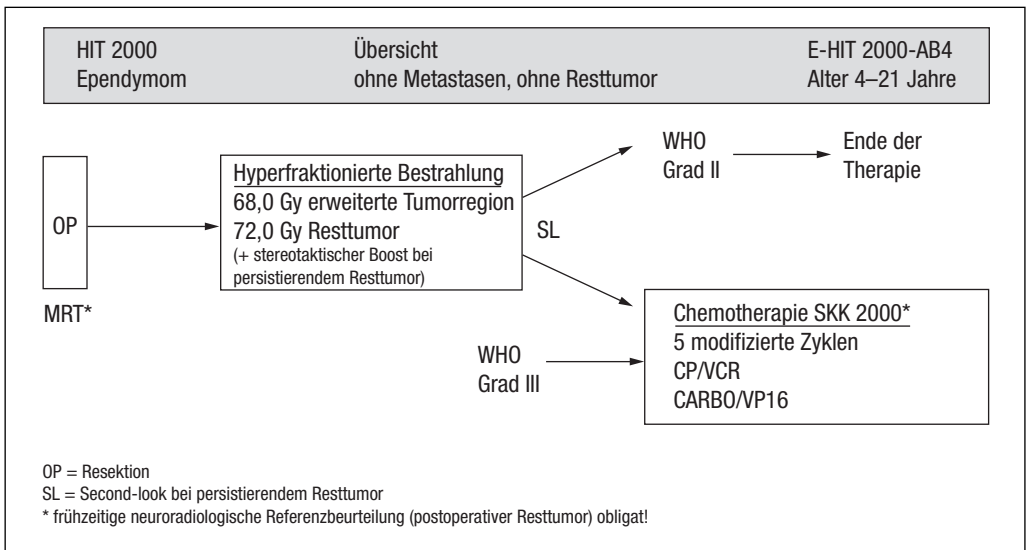 HIT 2000 Übersicht E-HIT 2000-AB4
Ependymom ohne Metastasen, ohne Resttumor Alter 4–21 Jahre
OP
MRT*
Hyperfraktionierte Bestrahlung
68,0 Gy erweiterte Tumorregion
72,0 Gy Resttumor
(+ stereotaktischer Boost bei
persistierendem Resttumor)
SL
WHO
Grad II
Ende der
Therapie
WHO
Grad III
Chemotherapie SKK 2000*
5 modifizierte Zyklen
CP/VCR
CARBO/VP16
OP = Resektion
SL = Second-look bei persistierendem Resttumor
* frühzeitige neuroradiologische Referenzbeurteilung (postoperativer Resttumor) obligat!